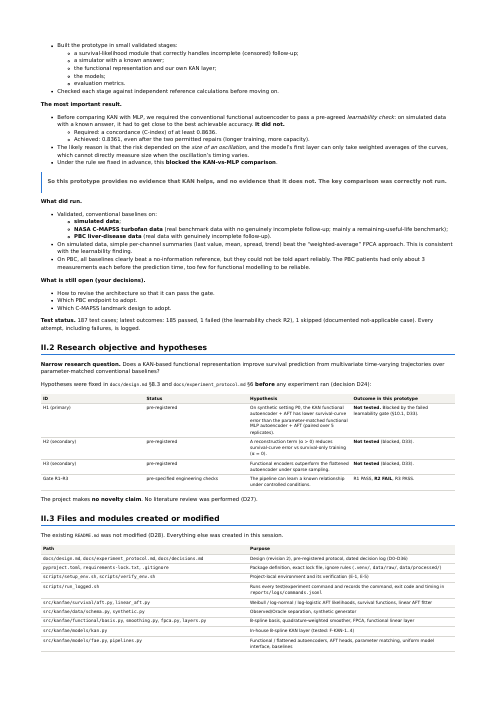 • Built the prototype in small validated stages:
◦ a survival-likelihood module that correctly handles incomplete (censored) follow-up;
◦ a simulator with a known answer;
◦ the functional representation and our own KAN layer;
◦ the models;
◦ evaluation metrics.
• Checked each stage against independent reference calculations before moving on.
The most important result.
• Before comparing KAN with MLP, we required the conventional functional autoencoder to pass a pre-agreed learnability check: on simulated data
with a known answer, it had to get close to the best achievable accuracy. It did not.
◦ Required: a concordance (C-index) of at least 0.8636.
◦ Achieved: 0.8361, even after the two permitted repairs (longer training, more capacity).
• The likely reason is that the risk depended on the size of an oscillation, and the model's first layer can only take weighted averages of the curves,
which cannot directly measure size when the oscillation's timing varies.
• Under the rule we fixed in advance, this blocked the KAN-vs-MLP comparison.
So this prototype provides no evidence that KAN helps, and no evidence that it does not. The key comparison was correctly not run.
What did run.
• Validated, conventional baselines on:
◦ simulated data;
◦ NASA C-MAPSS turbofan data (real benchmark data with no genuinely incomplete follow-up; mainly a remaining-useful-life benchmark);
◦ PBC liver-disease data (real data with genuinely incomplete follow-up).
• On simulated data, simple per-channel summaries (last value, mean, spread, trend) beat the "weighted-average" FPCA approach. This is consistent
with the learnability finding.
• On PBC, all baselines clearly beat a no-information reference, but they could not be told apart reliably. The PBC patients had only about 3
measurements each before the prediction time, too few for functional modelling to be reliable.
What is still open (your decisions).
• How to revise the architecture so that it can pass the gate.
• Which PBC endpoint to adopt.
• Which C-MAPSS landmark design to adopt.
Test status. 187 test cases; latest outcomes: 185 passed, 1 failed (the learnability check R2), 1 skipped (documented not-applicable case). Every
attempt, including failures, is logged.
II.2 Research objective and hypotheses
Narrow research question. Does a KAN-based functional representation improve survival prediction from multivariate time-varying trajectories over
parameter-matched conventional baselines?
Hypotheses were fixed in docs/design.md §8.3 and docs/experiment_protocol.md §6 before any experiment ran (decision D24):
ID Status Hypothesis Outcome in this prototype
H1 (primary) pre-registered On synthetic setting P0, the KAN functional autoencoder + AFT has lower survival-curve error than the parameter-matched functional MLP autoencoder + AFT (paired over 5 replicates). Not tested. Blocked by the failed learnability gate (§10.1, D33).
H2 (secondary) pre-registered A reconstruction term (α > 0) reduces survival-curve error vs survival-only training (α = 0). Not tested (blocked, D33).
H3 (secondary) pre-registered Functional encoders outperform the flattened autoencoder under sparse sampling. Not tested (blocked, D33).
Gate R1–R3 pre-specified engineering checks The pipeline can learn a known relationship under controlled conditions. R1 PASS, R2 FAIL, R3 PASS.
The project makes no novelty claim. No literature review was performed (D27).
II.3 Files and modules created or modified
The existing README.md was not modified (D28). Everything else was created in this session.
Path Purpose
docs/design.md, docs/experiment_protocol.md, docs/decisions.md Design (revision 2), pre-registered protocol, dated decision log (D0–D36)
pyproject.toml, requirements-lock.txt, .gitignore Package definition, exact lock file, ignore rules (.venv/, data/raw/, data/processed/)
scripts/setup_env.sh, scripts/verify_env.sh Project-local environment and its verification (E-1, E-5)
scripts/run_logged.sh Runs every test/experiment command and records the command, exit code and timing in reports/logs/commands.jsonl
src/kanfae/survival/aft.py, linear_aft.py Weibull / log-normal / log-logistic AFT likelihoods, survival functions, linear AFT fitter
src/kanfae/data/schema.py, synthetic.py Observed/Oracle separation, synthetic generator
src/kanfae/functional/basis.py, smoothing.py, fpca.py, layers.py B-spline basis, quadrature-weighted smoother, FPCA, functional linear layer
src/kanfae/models/kan.py In-house B-spline KAN layer (tested: F-KAN-1..4)
src/kanfae/models/fae.py, pipelines.py Functional / flattened autoencoders, AFT heads, parameter matching, uniform model interface, baselines